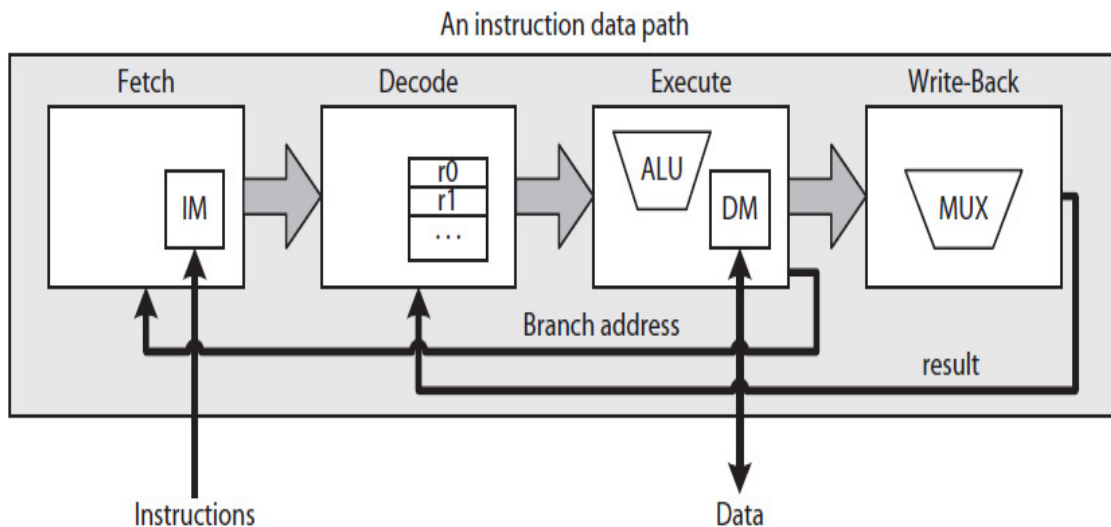 An instruction data path
Fetch
Decode
Execute
Write-Back
IM
r0
r1
...
ALU
DM
MUX
Branch address
result
Instructions
Data